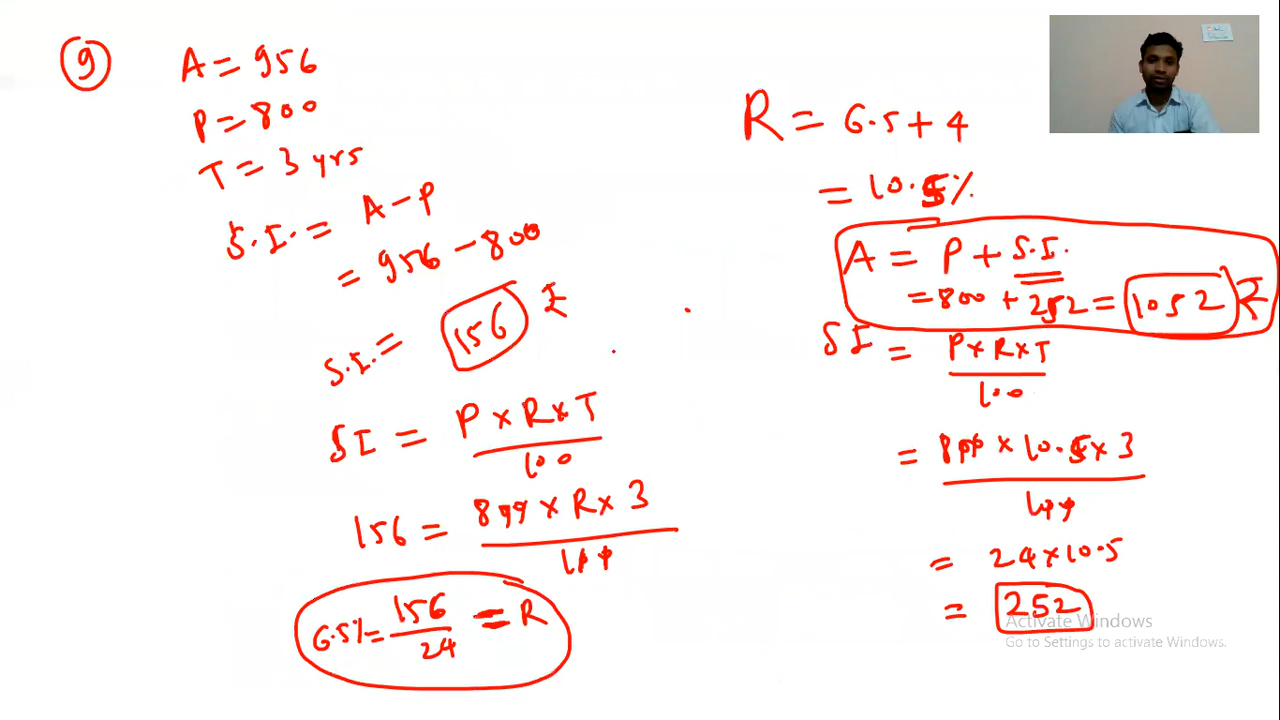 9
A = 956
P = 800
T = 3 yrs
S.I. = A - P
= 956 - 800
S.I. = 156 ₹
SI = P × R × T / 100
156 = 800 × R × 3 / 100
6.5% = 156 / 24 = R
R = 6.5 + 4
= 10.5%
A = P + S.I.
= 800 + 252 = 1052 ₹
SI = P × R × T / 100
= 800 × 10.5 × 3 / 100
= 24 × 10.5
= 252
Activate Windows
Go to Settings to activate Windows.